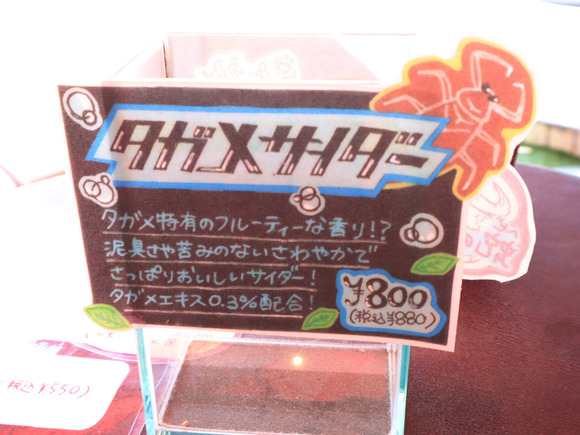 タガメサイダー
タガメ特有のフルーティーな香り!?
泥臭さや苦みのないさわやかで
さっぱりおいしいサイダー!
タガメエキス0.3%配合!
¥800
(税込¥880)
税込¥550)